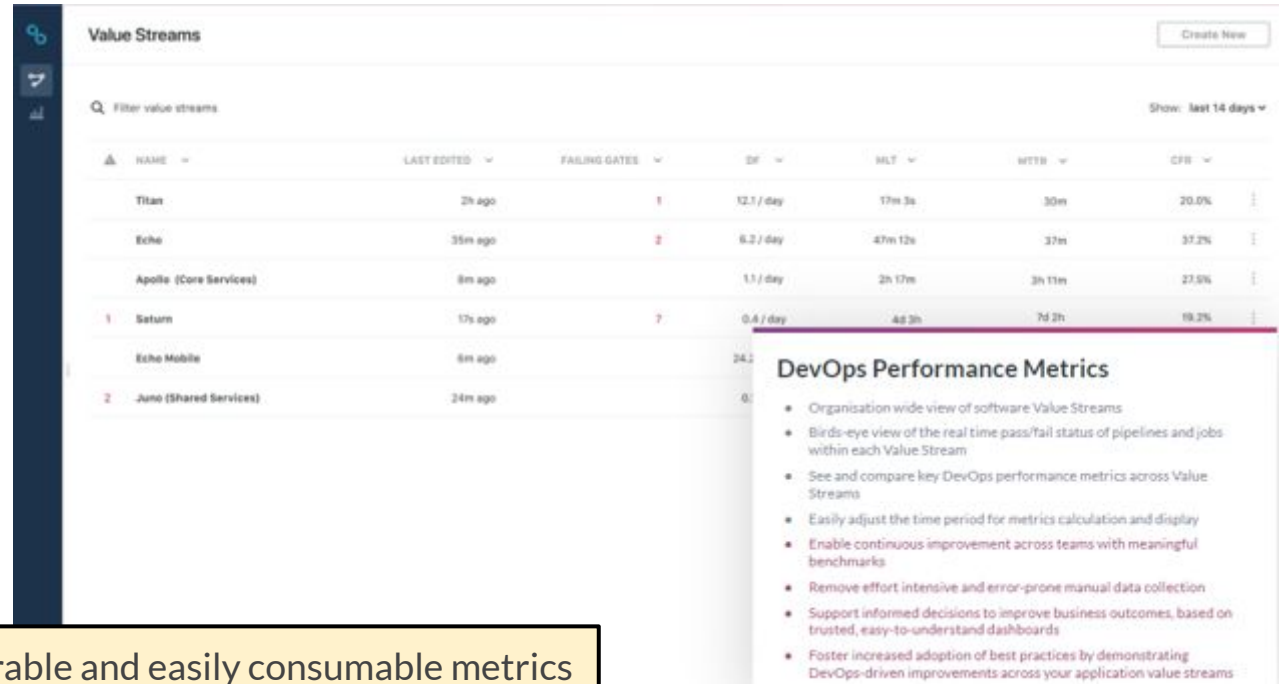 Value Streams
Create New
Filter value streams
Show: last 14 days
NAME LAST EDITED FAILING GATES DF MLT MTTR CFR
Titan 2h ago 1 12.1 / day 17m 3s 30m 20.0%
Echo 35m ago 2 6.2 / day 47m 12s 37m 37.2%
Apollo (Core Services) 8m ago 1.1 / day 2h 17m 3h 11m 27.5%
1 Saturn 17s ago 7 0.4 / day 4d 3h 7d 2h 19.2%
Echo Mobile 6m ago 24.2
2 Juno (Shared Services) 24m ago 0.
DevOps Performance Metrics
• Organisation wide view of software Value Streams
• Birds-eye view of the real time pass/fail status of pipelines and jobs
within each Value Stream
• See and compare key DevOps performance metrics across Value
Streams
• Easily adjust the time period for metrics calculation and display
• Enable continuous improvement across teams with meaningful
benchmarks
• Remove effort intensive and error-prone manual data collection
• Support informed decisions to improve business outcomes, based on
trusted, easy-to-understand dashboards
• Foster increased adoption of best practices by demonstrating
DevOps-driven improvements across your application value streams
rable and easily consumable metrics